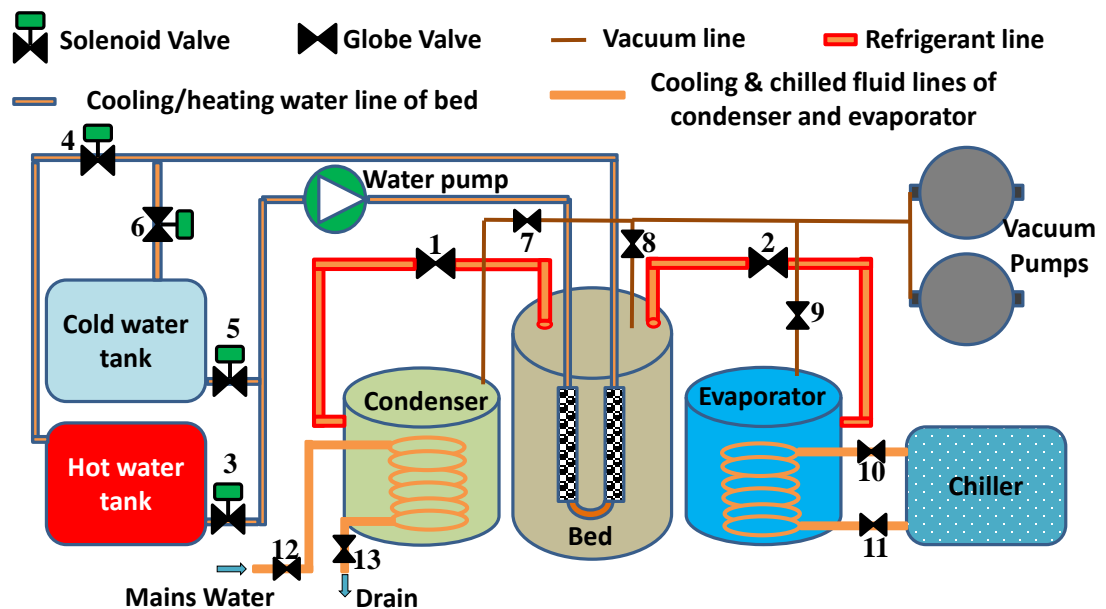 Solenoid Valve
Globe Valve
Vacuum line
Refrigerant line
Cooling/heating water line of bed
Cooling & chilled fluid lines of
condenser and evaporator
4
Water pump
6
7
8
1
2
Vacuum
Pumps
9
Cold water
tank
5
Condenser
Evaporator
Hot water
tank
3
10
Chiller
11
Bed
12
13
Mains Water
Drain